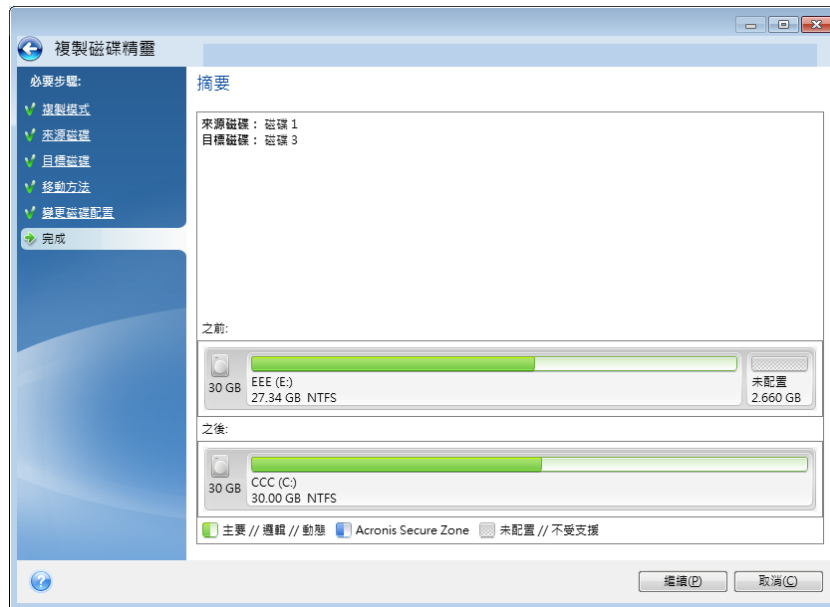 複製磁碟精靈
必要步驟:
複製模式
來源磁碟
目標磁碟
移動方法
變更磁碟配置
完成
摘要
來源磁碟： 磁碟 1
目標磁碟： 磁碟 3
之前:
30 GB
EEE (E:)
27.34 GB NTFS
未配置
2.660 GB
之後:
30 GB
CCC (C:)
30.00 GB NTFS
主要 // 邏輯 // 動態 Acronis Secure Zone 未配置 // 不受支援
繼續(P) 取消(C)